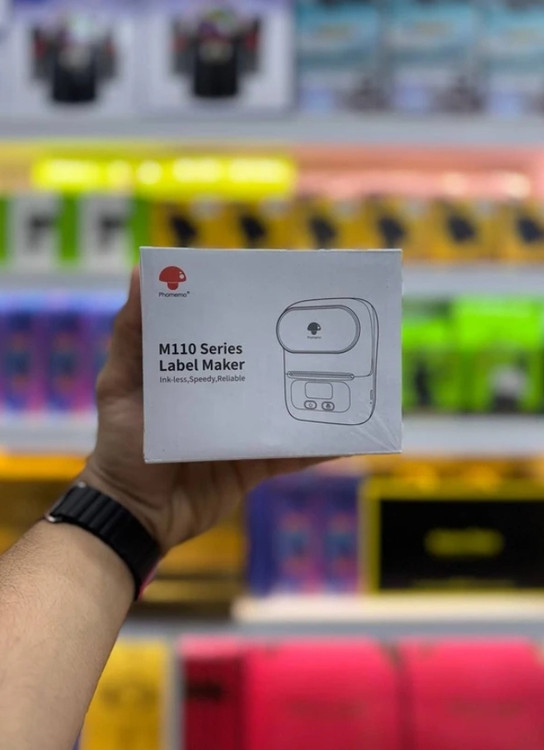 Phomemo®
M110 Series
Label Maker
Ink-less,Speedy,Reliable